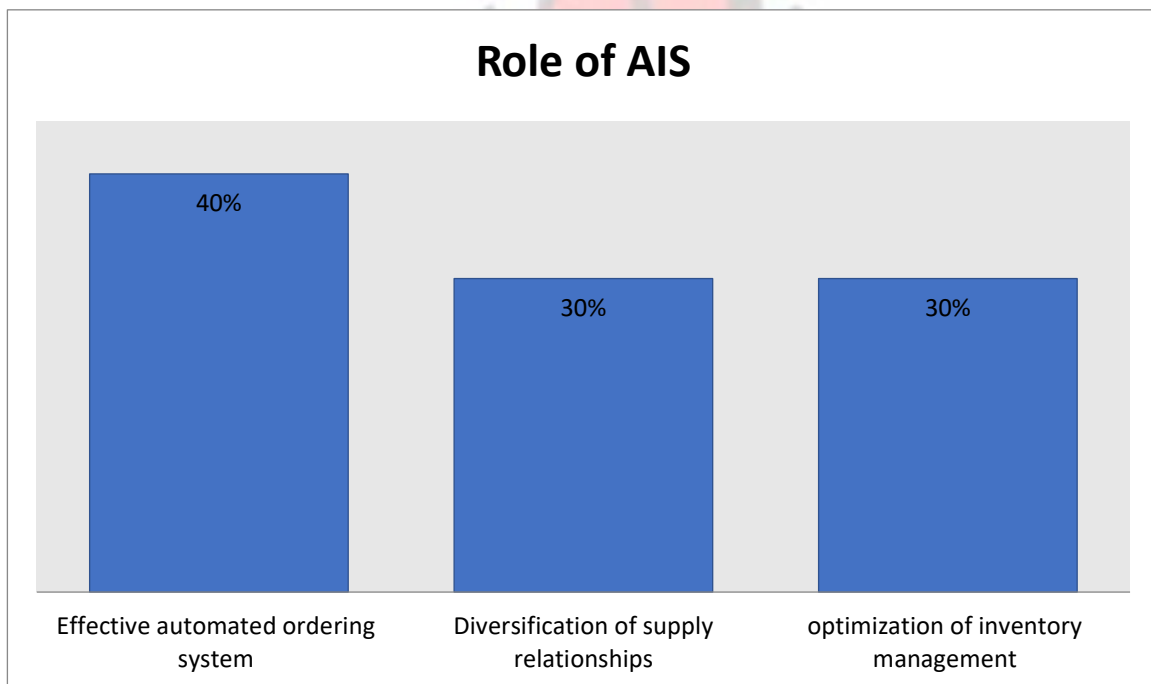 Role of AIS
40%
30%
30%
Effective automated ordering
system
Diversification of supply
relationships
optimization of inventory
management